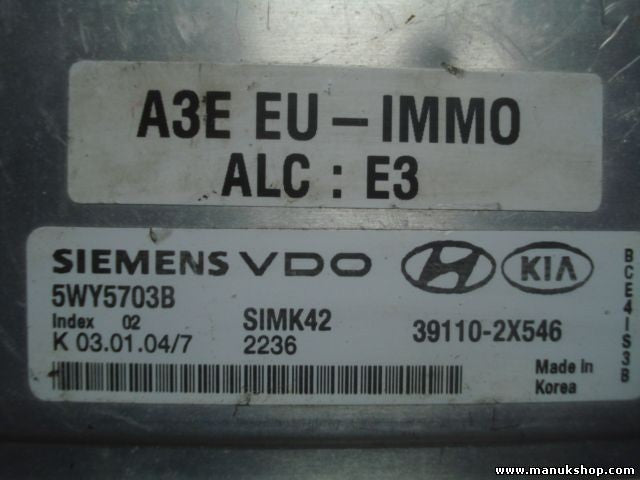 A3E EU – IMMO
ALC : E3
SIEMENS VDO H KIA
5WY5703B
Index 02 SIMK42 39110-2X546
K 03.01.04/7 2236
Made in
Korea
BCE4IS3B
www.manukshop.com